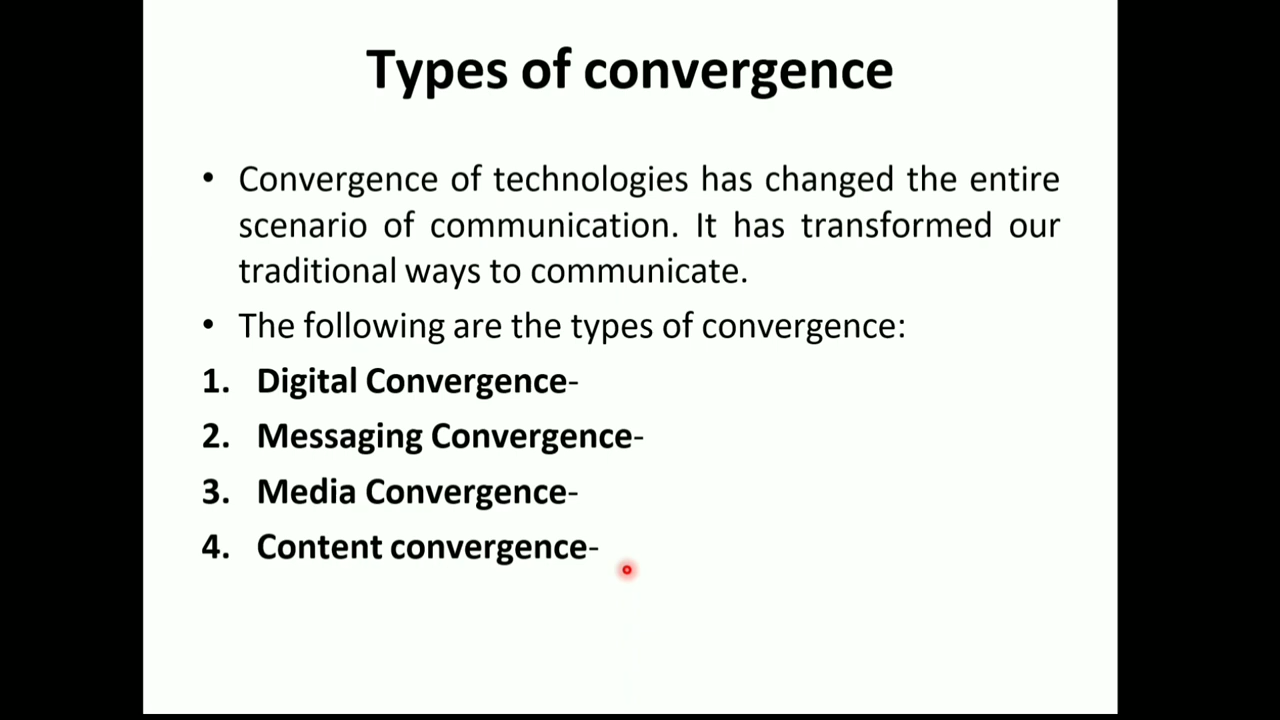 Types of convergence
• Convergence of technologies has changed the entire
scenario of communication. It has transformed our
traditional ways to communicate.
• The following are the types of convergence:
1. Digital Convergence-
2. Messaging Convergence-
3. Media Convergence-
4. Content convergence-